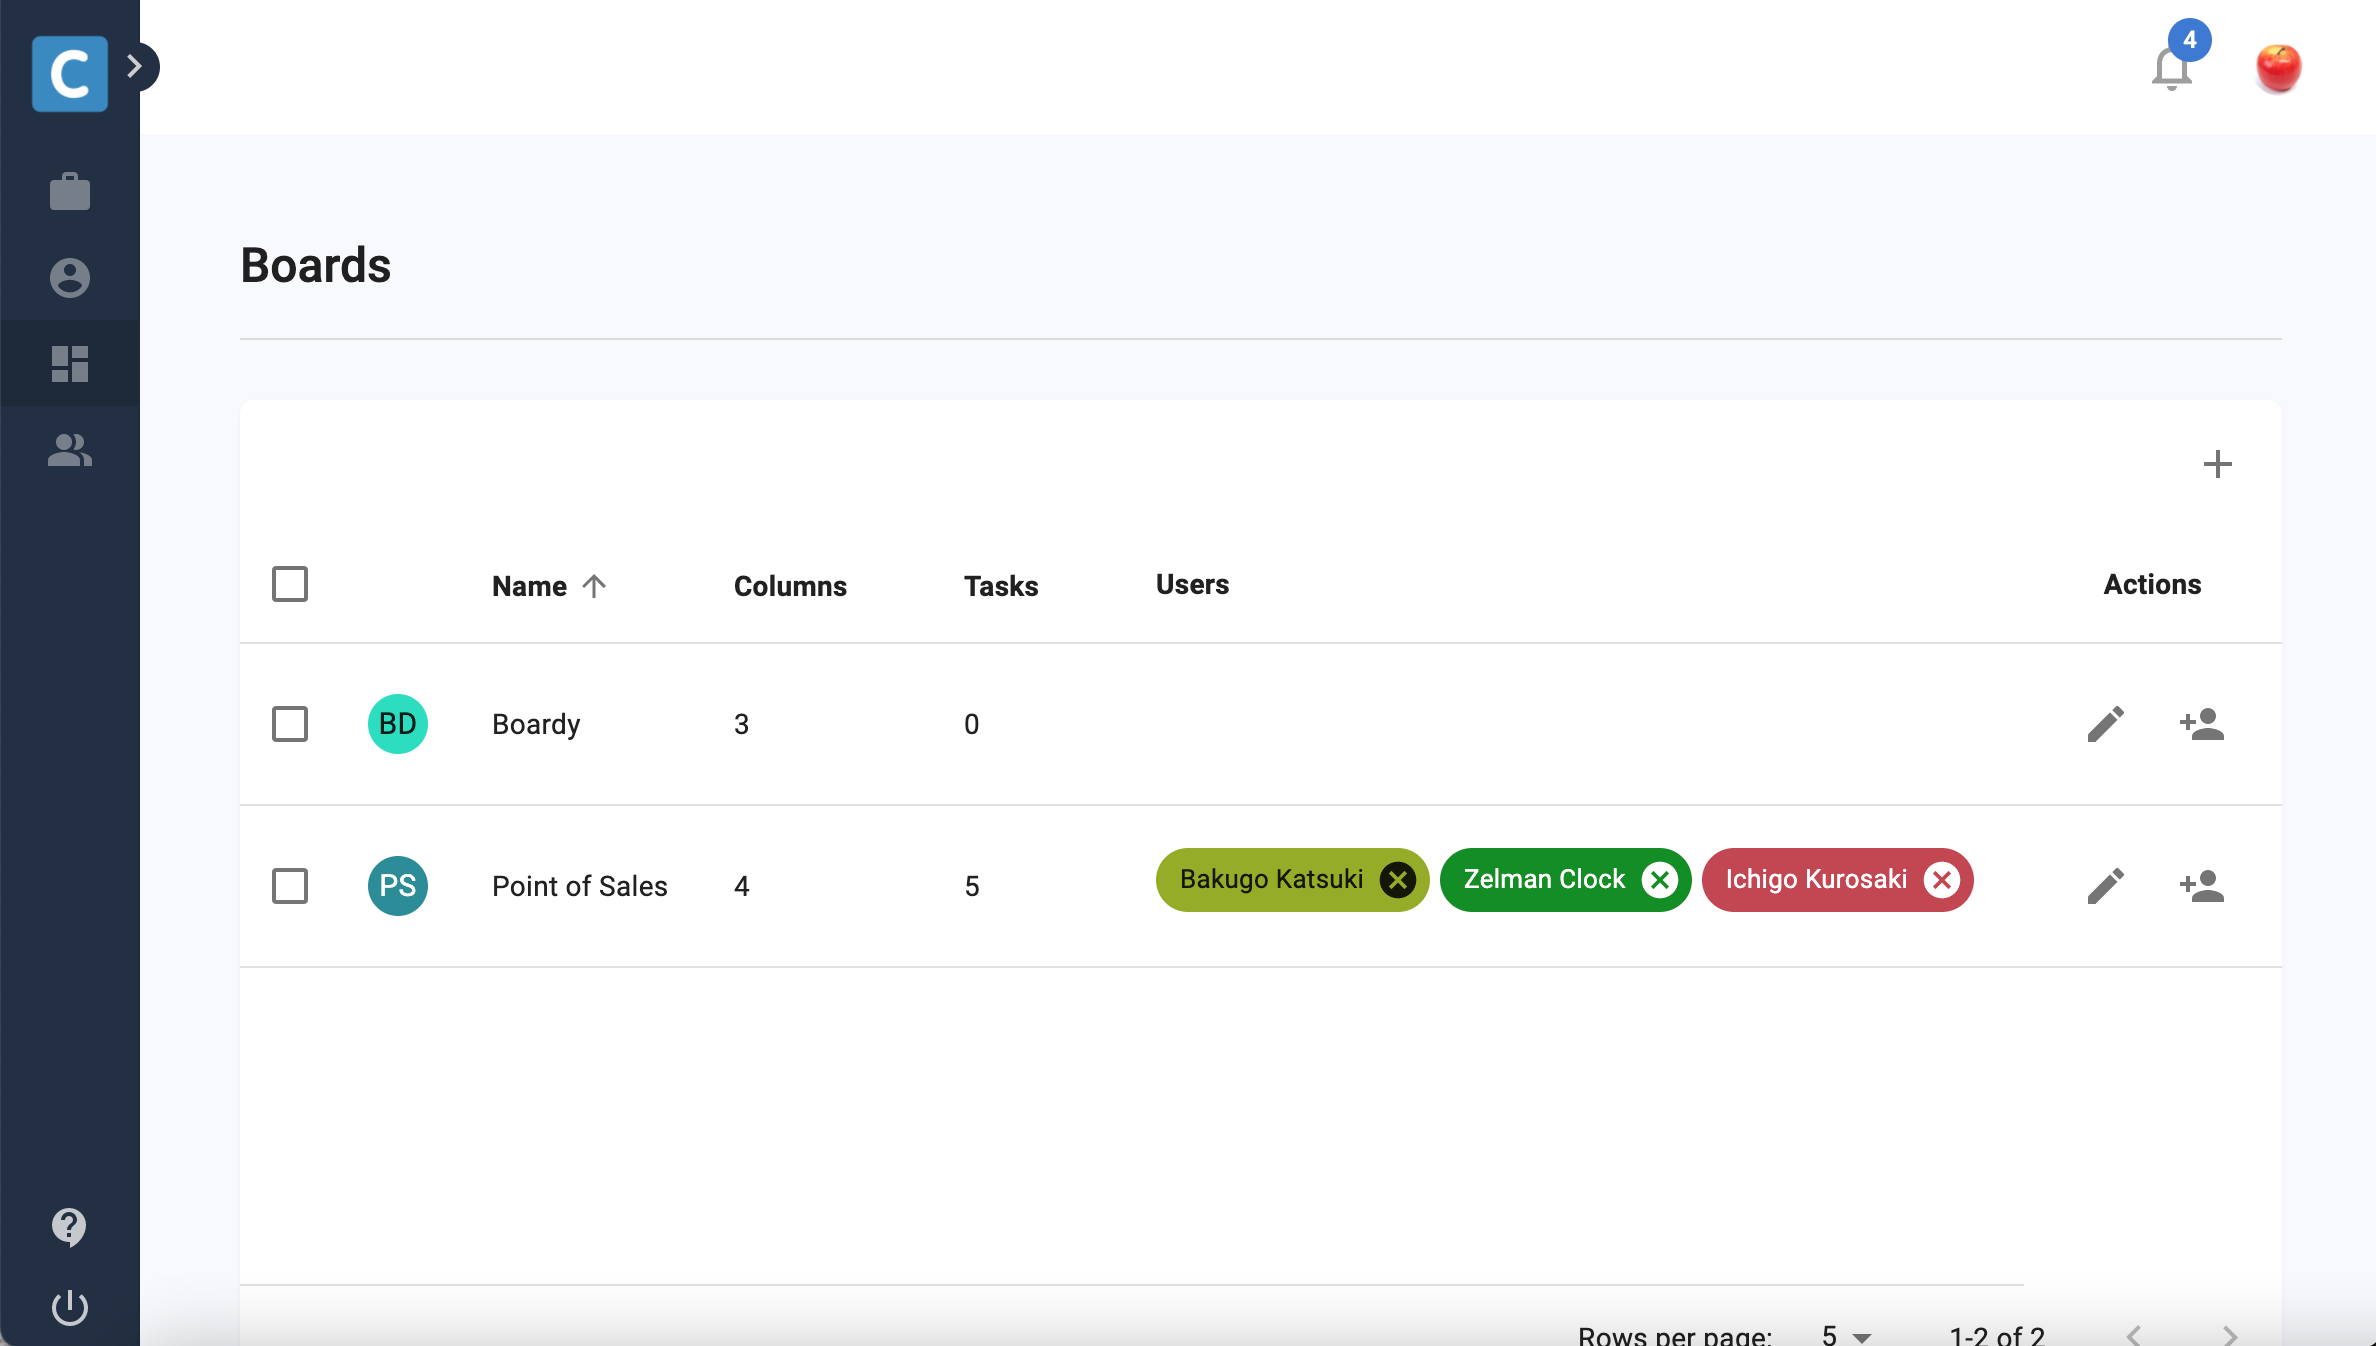 C
4
Boards
Name Columns Tasks Users Actions
BD Boardy 3 0
PS Point of Sales 4 5 Bakugo Katsuki Zelman Clock Ichigo Kurosaki
Rows per page: 5 1-2 of 2